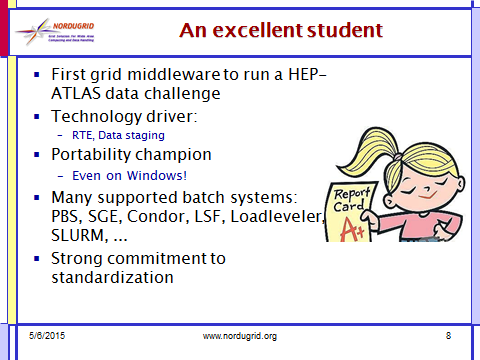 NORDUGRID
Grid Solution for Wide Area
Computing and Data Handling
An excellent student
First grid middleware to run a HEP-
ATLAS data challenge
Technology driver:
– RTE, Data staging
Portability champion
– Even on Windows!
Many supported batch systems:
PBS, SGE, Condor, LSF, Loadleveler,
SLURM, ...
Strong commitment to
standardization
Report
Card
A+
5/6/2015
www.nordugrid.org
8